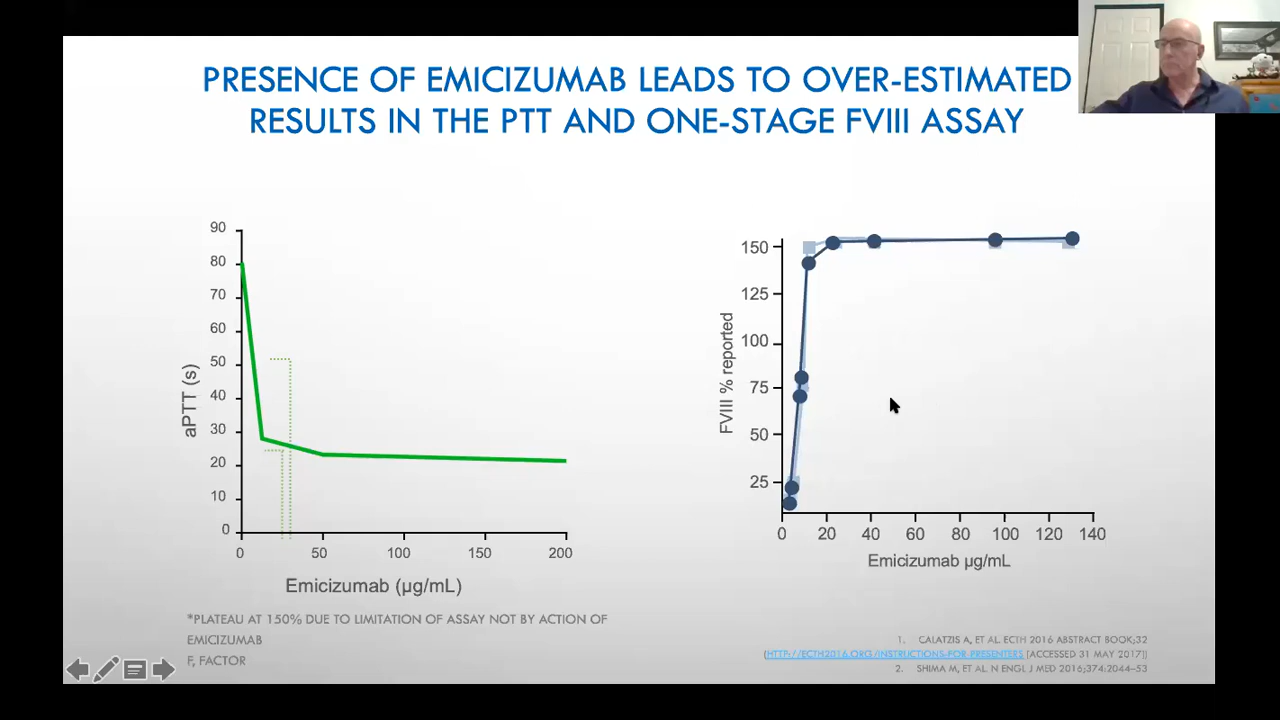 PRESENCE OF EMICIZUMAB LEADS TO OVER-ESTIMATED
RESULTS IN THE PTT AND ONE-STAGE FVIII ASSAY
90
80
70
60
50
40
30
20
10
0
aPTT (s)
0 50 100 150 200
Emicizumab (µg/mL)
150
125
100
75
50
25
FVIII % reported
0 20 40 60 80 100 120 140
Emicizumab µg/mL
*PLATEAU AT 150% DUE TO LIMITATION OF ASSAY NOT BY ACTION OF
EMICIZUMAB
F, FACTOR
1. CALATZIS A, ET AL. ECTH 2016 ABSTRACT BOOK;32
(HTTP://ECTH2016.ORG/INSTRUCTIONS-FOR-PRESENTERS [ACCESSED 31 MAY 2017])
2. SHIMA M, ET AL. N ENGL J MED 2016;374:2044–53